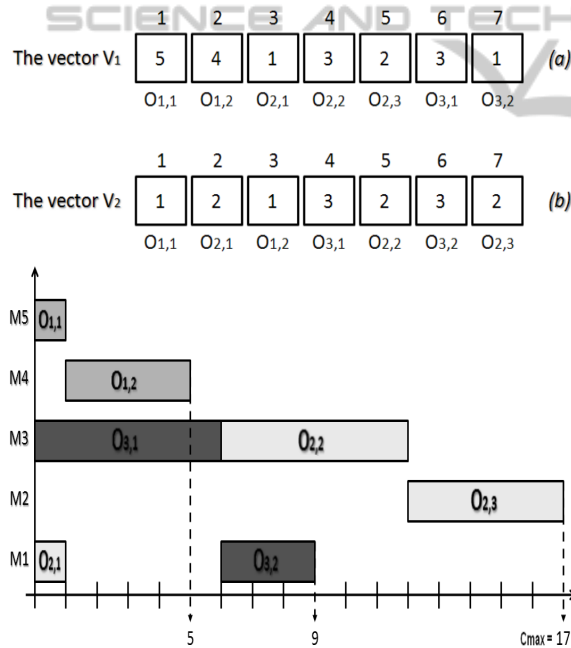 SCIENCE AND TECH
1 2 3 4 5 6 7
The vector V1 5 4 1 3 2 3 1 (a)
O1,1 O1,2 O2,1 O2,2 O2,3 O3,1 O3,2
1 2 3 4 5 6 7
The vector V2 1 2 1 3 2 3 2 (b)
O1,1 O2,1 O1,2 O3,1 O2,2 O3,2 O2,3
M5 O1,1
M4 O1,2
M3 O3,1 O2,2
M2 O2,3
M1 O2,1 O3,2
5 9 Cmax = 17